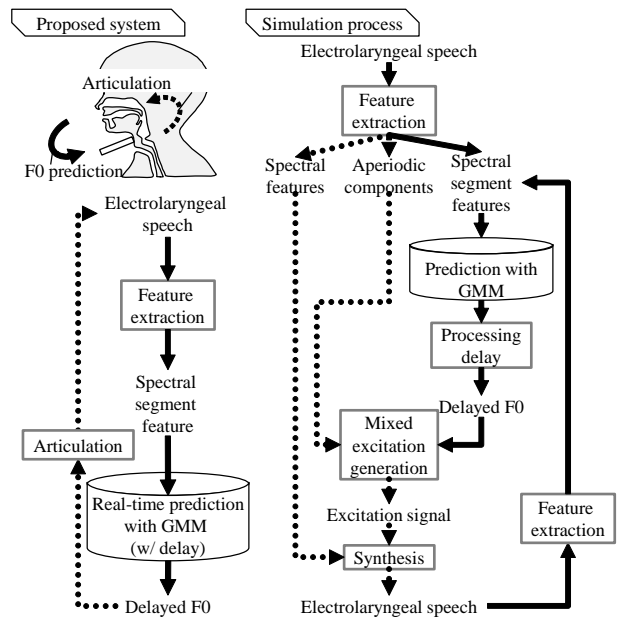 Proposed system
Articulation
F0 prediction
Electrolaryngeal
speech
Feature
extraction
Spectral
segment
feature
Articulation
Real-time prediction
with GMM
(w/ delay)
Delayed F0
Simulation process
Electrolaryngeal speech
Feature
extraction
Spectral
features
Aperiodic
components
Spectral
segment
features
Prediction with
GMM
Processing
delay
Delayed F0
Mixed
excitation
generation
Excitation signal
Synthesis
Electrolaryngeal speech
Feature
extraction